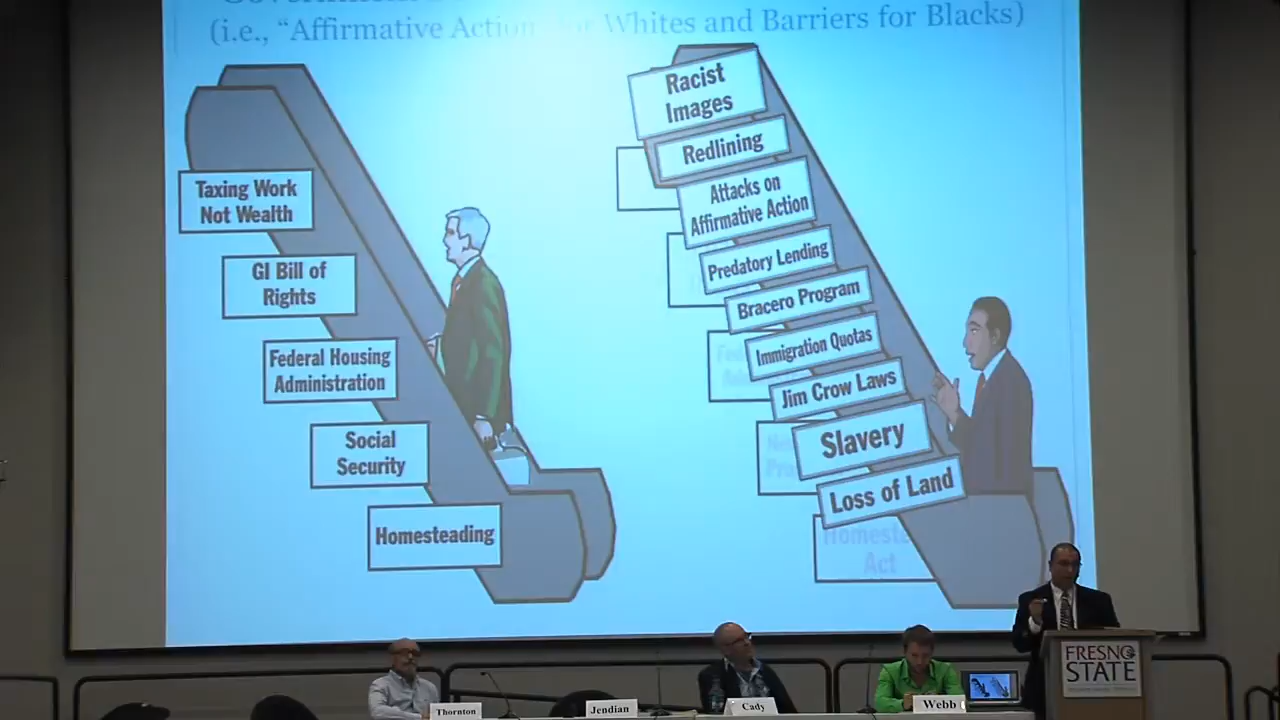 (i.e., “Affirmative Action” for Whites and Barriers for Blacks)
Taxing Work
Not Wealth
GI Bill of
Rights
Federal Housing
Administration
Social
Security
Homesteading
Racist
Images
Redlining
Attacks on
Affirmative Action
Predatory Lending
Bracero Program
Immigration Quotas
Jim Crow Laws
Slavery
Loss of Land
Act
FRESNO
STATE
Thornton
Jendian
Cady
Webb